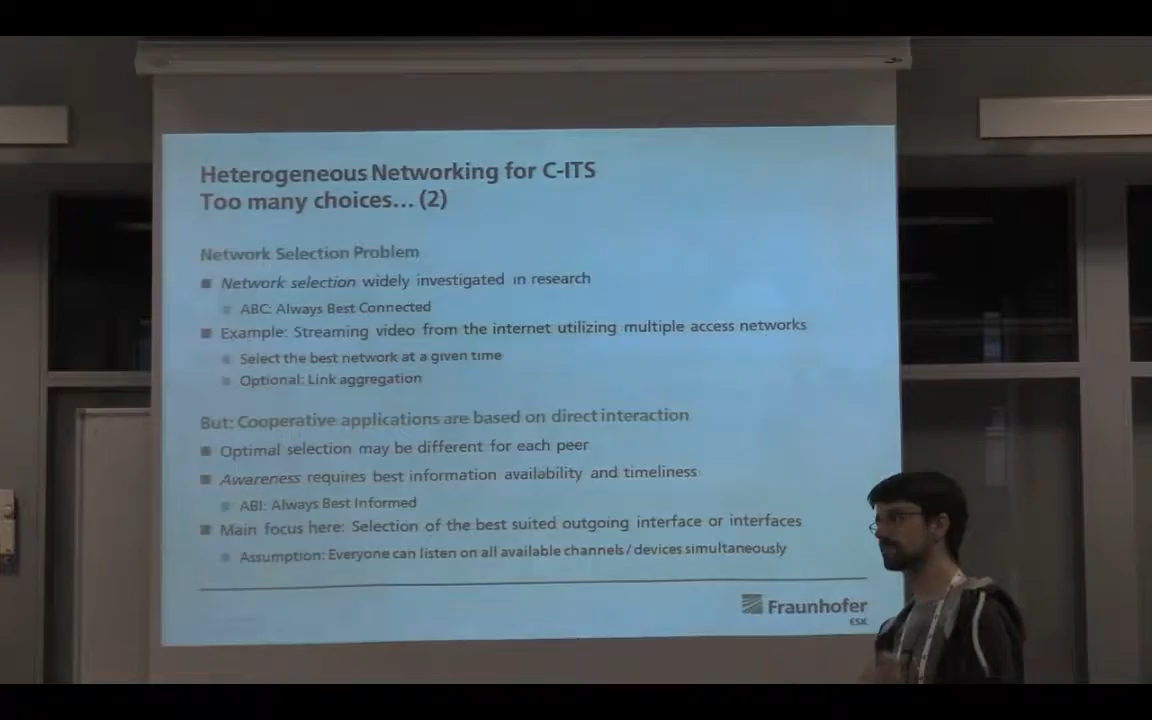 Heterogeneous Networking for C-ITS
Too many choices... (2)
Network Selection Problem
Network selection widely investigated in research
ABC: Always Best Connected
Example: Streaming video from the internet utilizing multiple access networks
Select the best network at a given time
Optional: Link aggregation
But: Cooperative applications are based on direct interaction
Optimal selection may be different for each peer
Awareness requires best information availability and timeliness
ABI: Always Best Informed
Main focus here: Selection of the best suited outgoing interface or interfaces
Assumption: Everyone can listen on all available channels / devices simultaneously
Fraunhofer
ESK